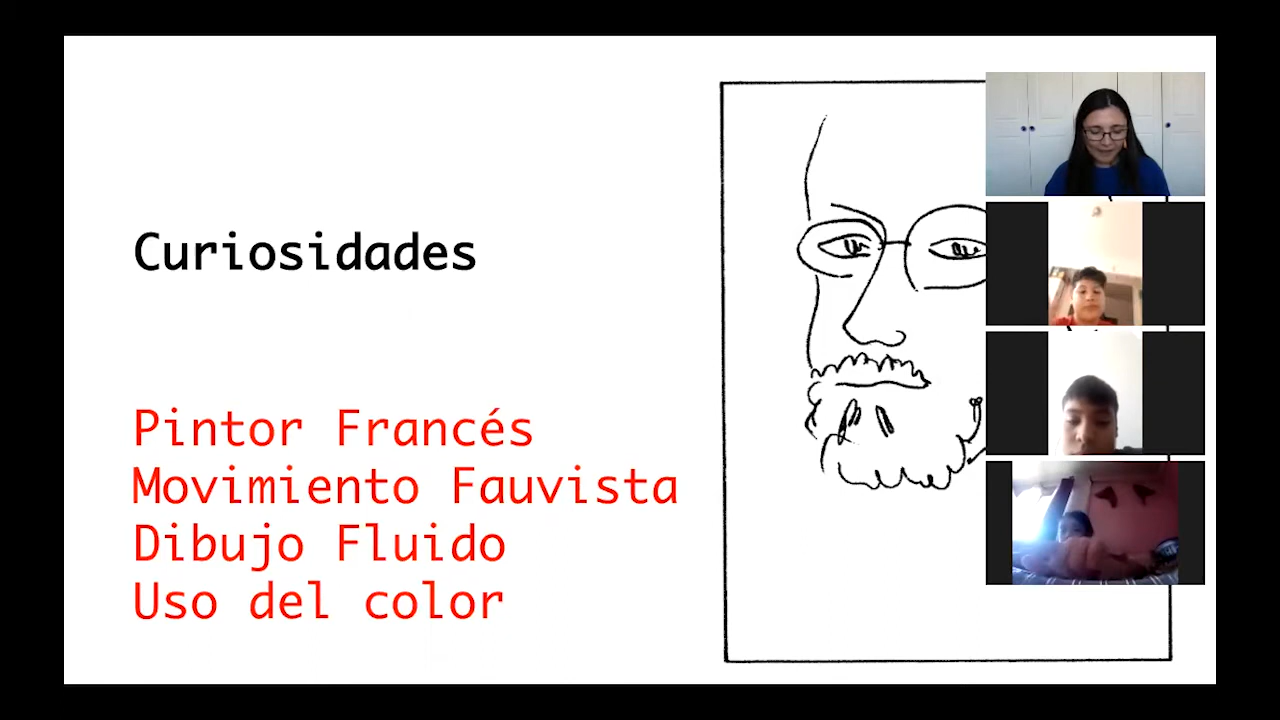 Curiosidades
Pintor Francés
Movimiento Fauvista
Dibujo Fluido
Uso del color